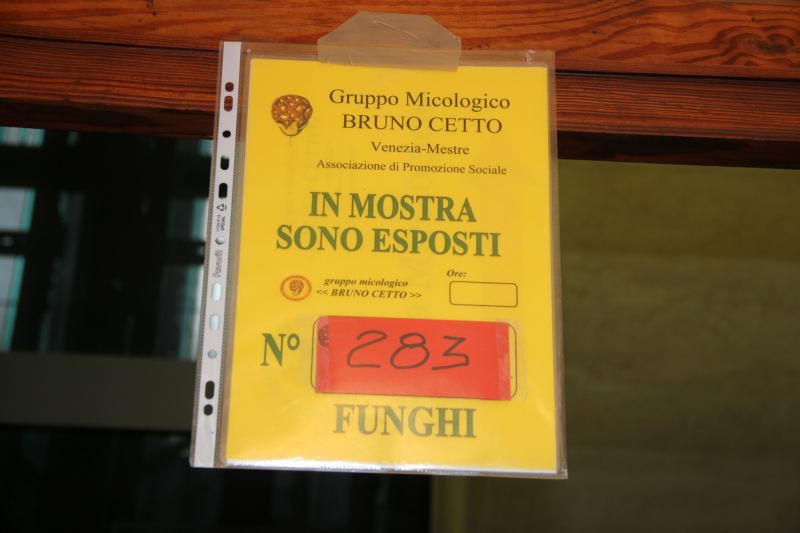 Gruppo Micologico
BRUNO CETTO
Venezia-Mestre
Associazione di Promozione Sociale
IN MOSTRA
SONO ESPOSTI
gruppo micologico
<< BRUNO CETTO >>
Ore:
N° 283
FUNGHI